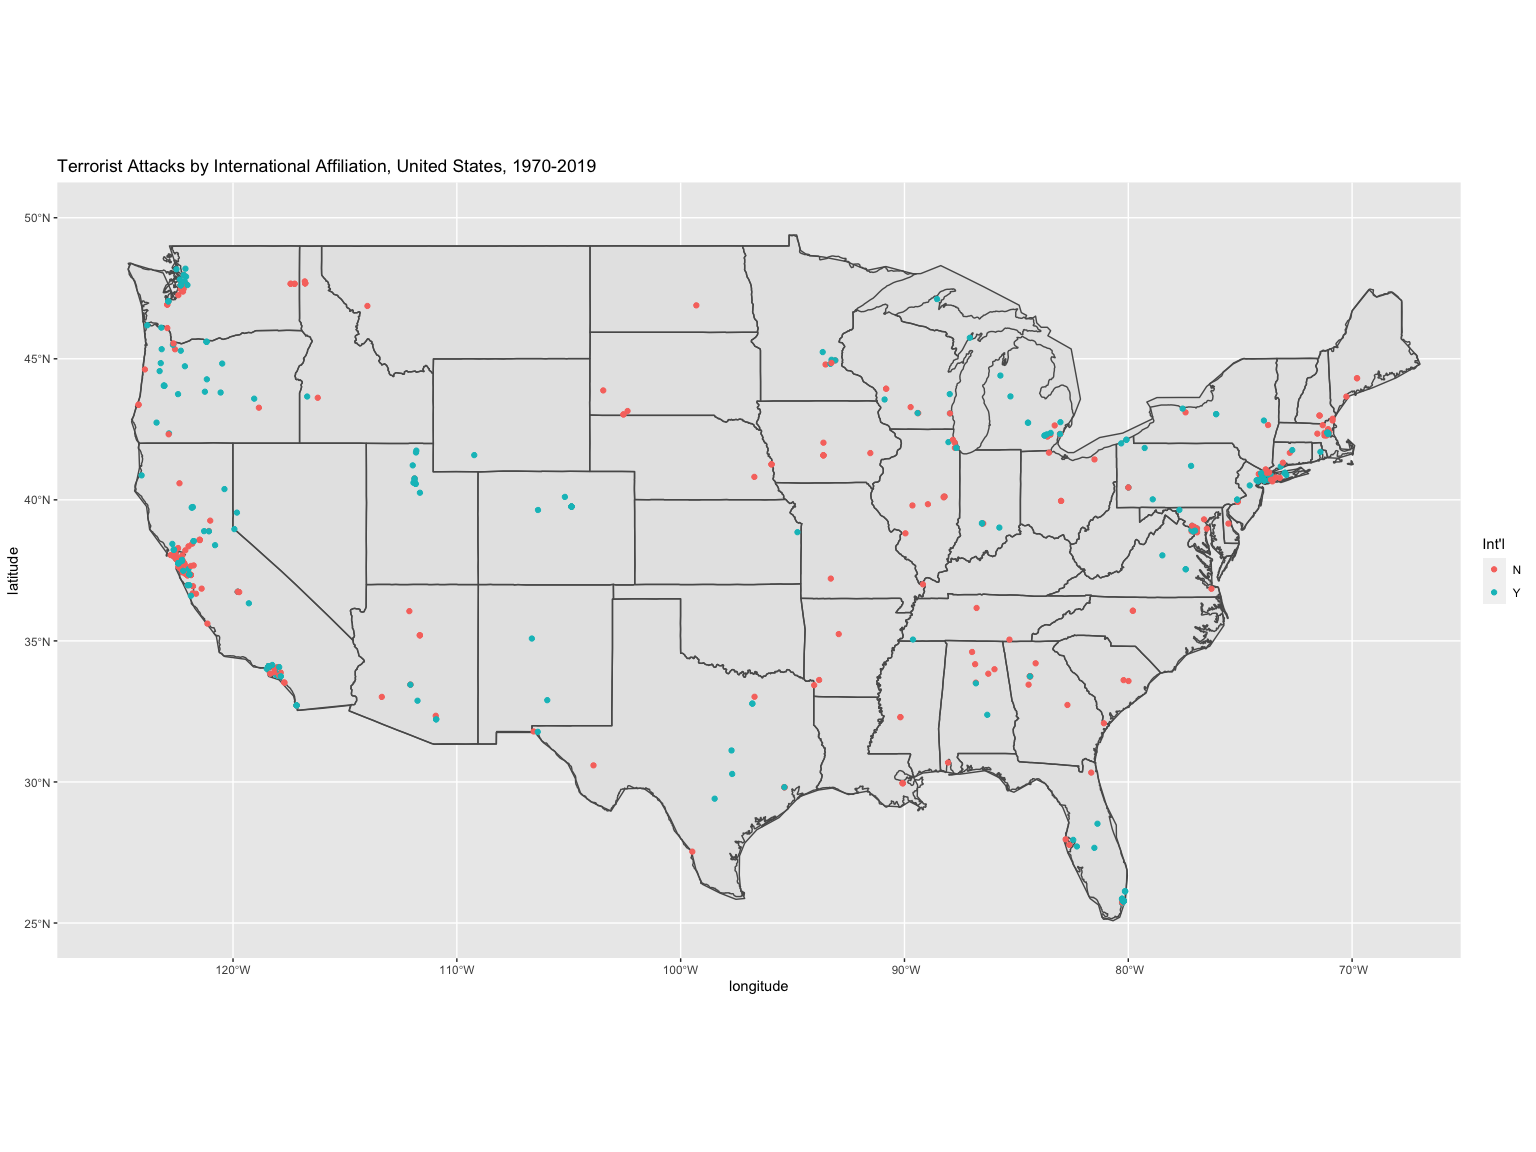 Terrorist Attacks by International Affiliation, United States, 1970-2019
50°N
45°N
40°N
35°N
30°N
25°N
latitude
120°W
110°W
100°W
90°W
80°W
70°W
longitude
Int'l
N
Y